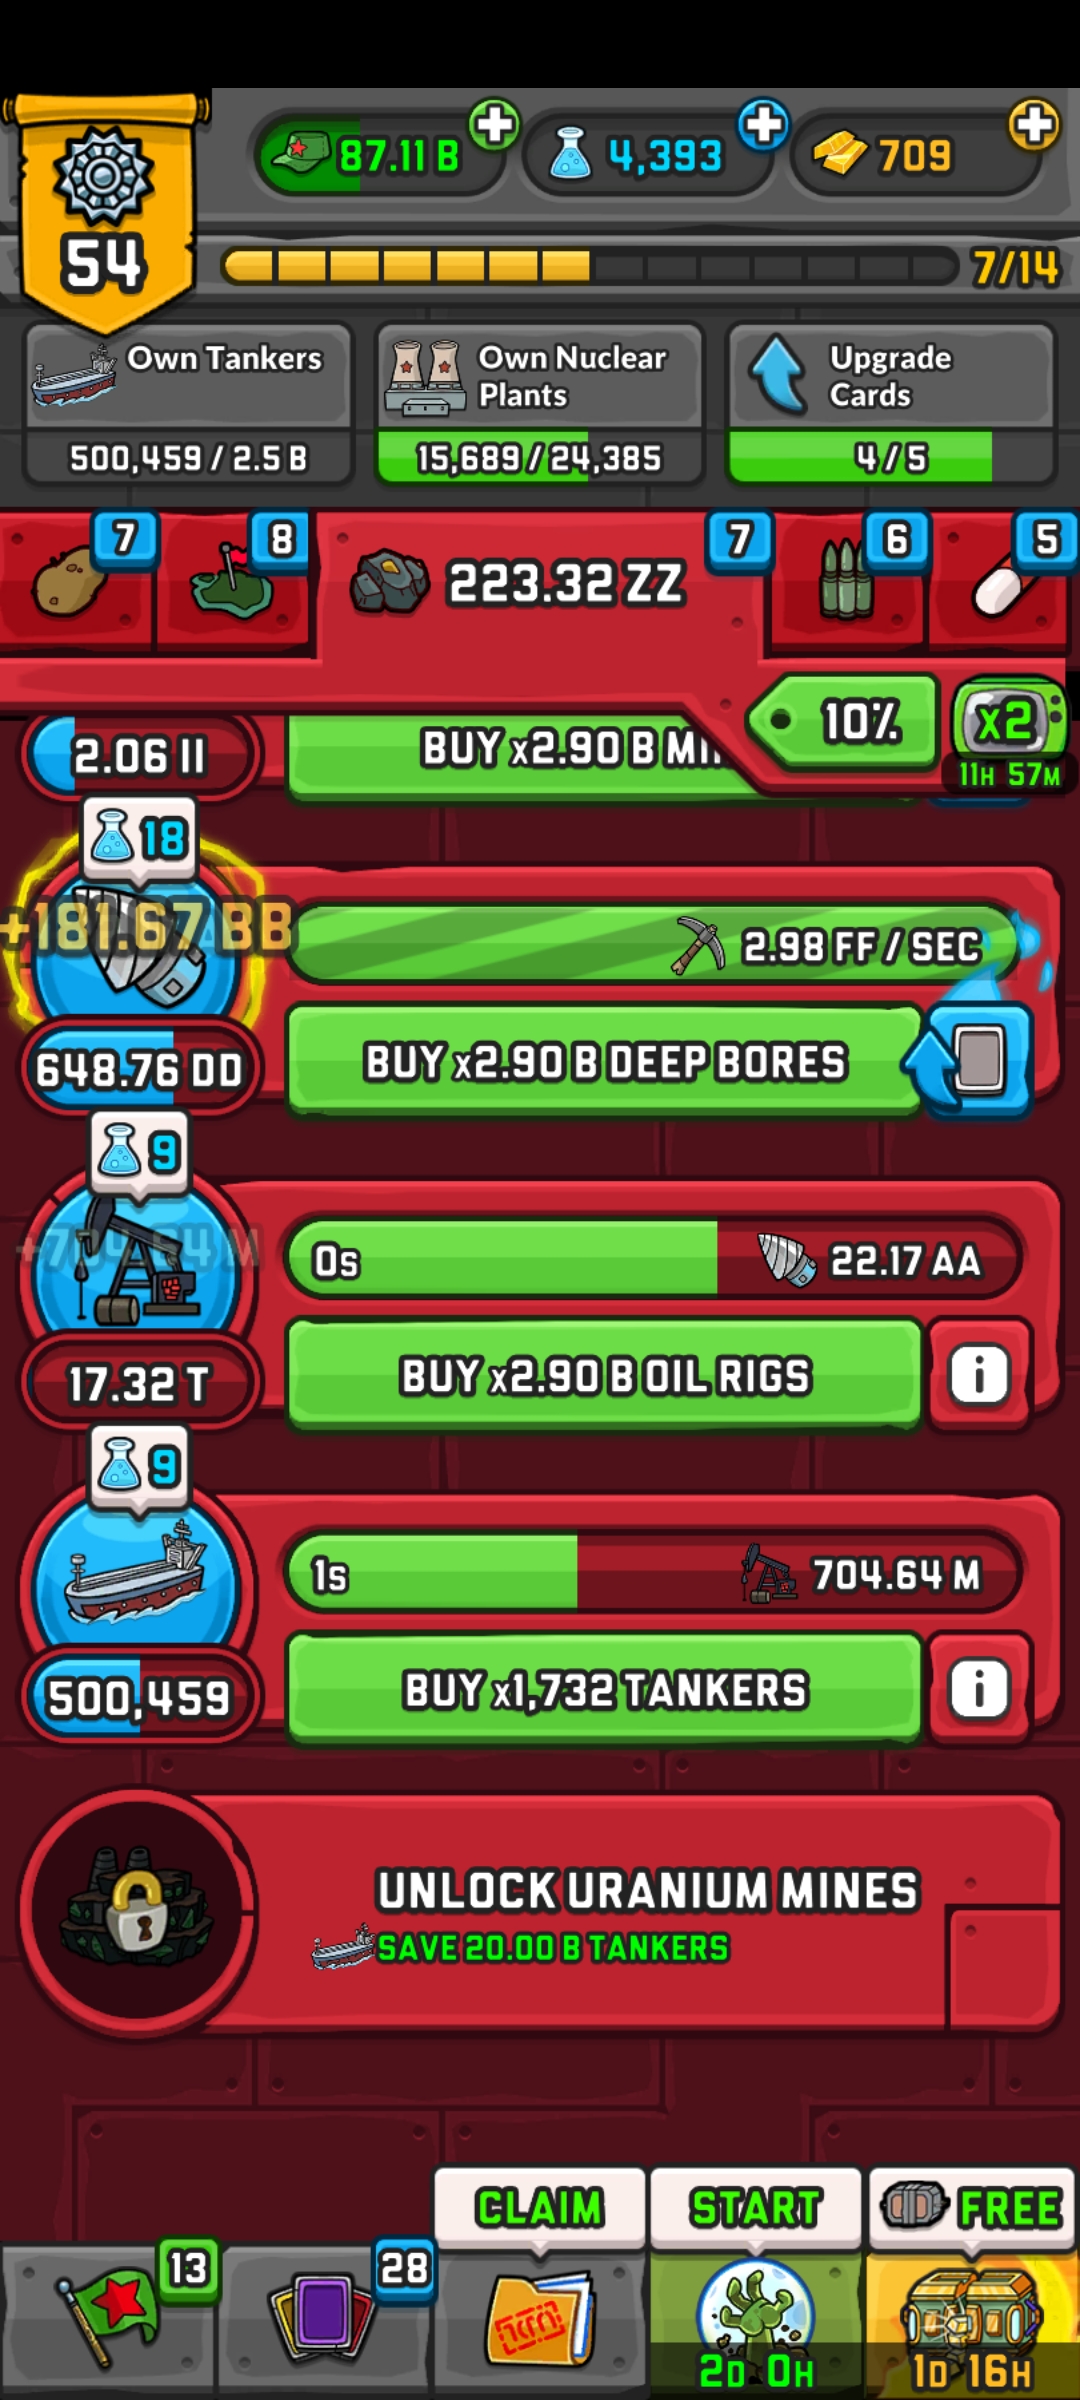 87.11 B
4,393
709
54
7/14
Own Tankers
500,459 / 2.5 B
Own Nuclear
Plants
15,689 / 24,385
Upgrade
Cards
4 / 5
7
8
223.32 ZZ
7
6
5
10%
x2
11H 57M
2.06 II
BUY x2.90 B
18
+181.67 BB
2.98 FF / SEC
648.76 DD
BUY x2.90 B DEEP BORES
9
+704.64 M
0s
22.17 AA
17.32 T
BUY x2.90 B OIL RIGS
i
9
1s
704.64 M
500,459
BUY x1,732 TANKERS
i
UNLOCK URANIUM MINES
SAVE 20.00 B TANKERS
CLAIM
START
FREE
13
28
2D 0H
1D 16H